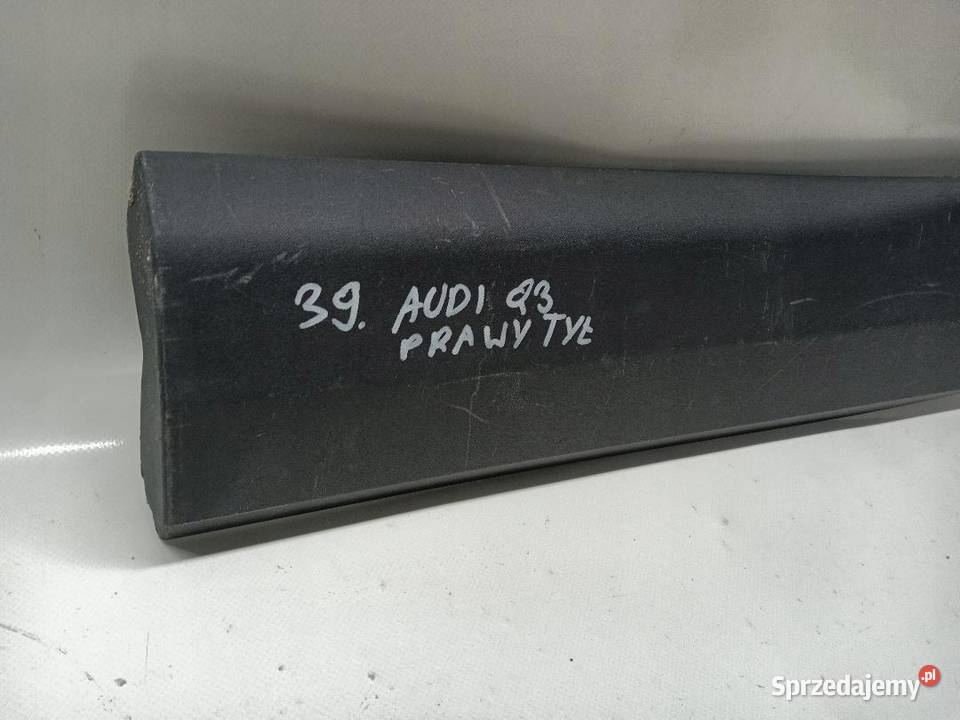 39. AUDI Q3
PRAWY TYŁ
Sprzedajemy.pl